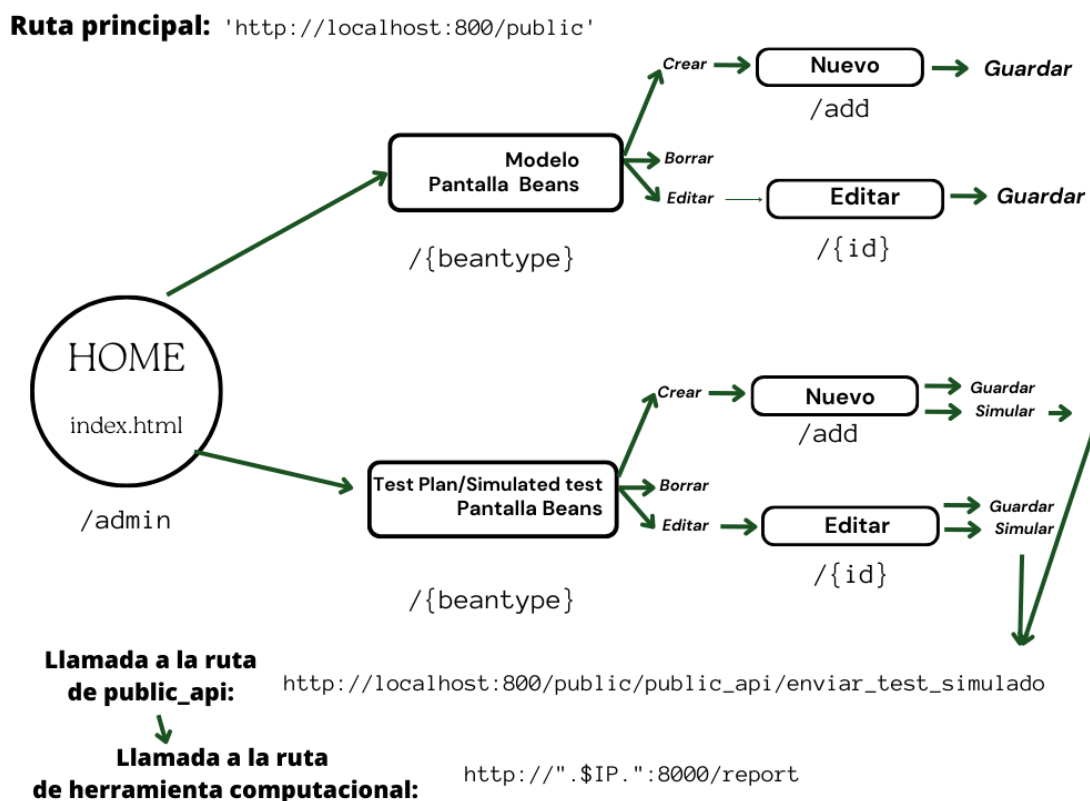 Ruta principal: 'http://localhost:800/public'
Crear
Nuevo
Guardar
/add
Modelo
Pantalla Beans
Borrar
Editar
Editar
Guardar
/{beantype}
/{id}
HOME
index.html
/admin
Crear
Nuevo
Guardar
Simular
/add
Test Plan/Simulated test
Pantalla Beans
Borrar
Editar
Editar
Guardar
Simular
/{id}
/{beantype}
Llamada a la ruta
de public_api:
http://localhost:800/public/public_api/enviar_test_simulado
Llamada a la ruta
de herramienta computacional:
http://".$IP.":8000/report